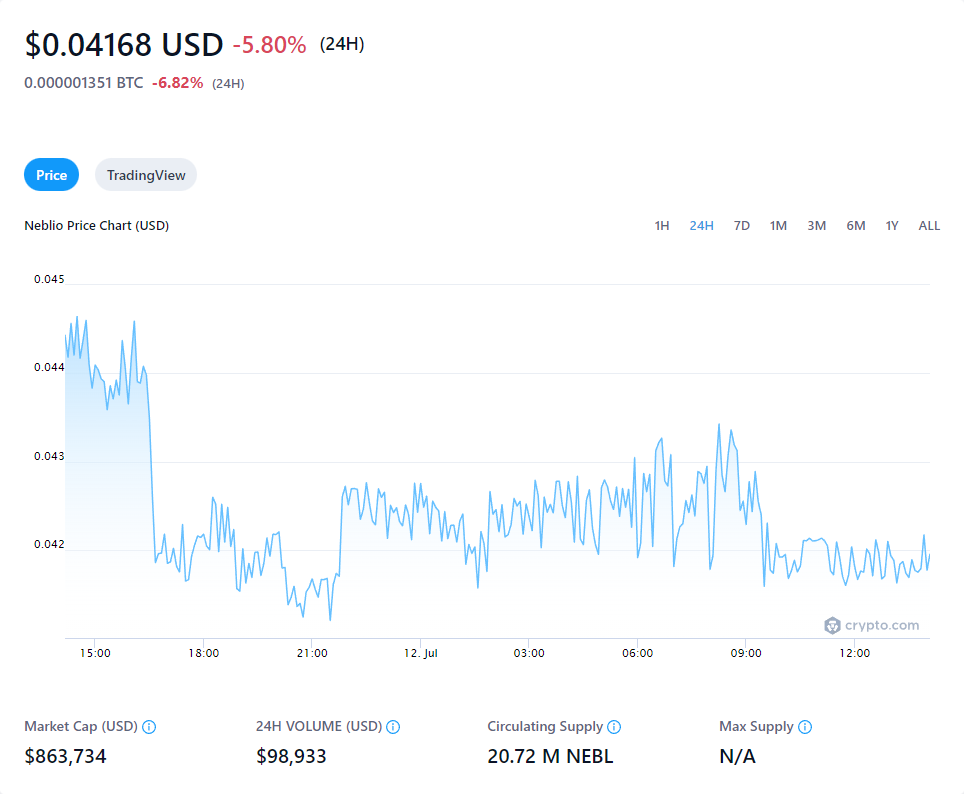 $0.04168 USD -5.80% (24H)
0.000001351 BTC -6.82% (24H)
Price TradingView
Neblio Price Chart (USD) 1H 24H 7D 1M 3M 6M 1Y ALL
0.045
0.044
0.043
0.042
crypto.com
15:00 18:00 21:00 12. Jul 03:00 06:00 09:00 12:00
Market Cap (USD) 24H VOLUME (USD) Circulating Supply Max Supply
$863,734 $98,933 20.72 M NEBL N/A